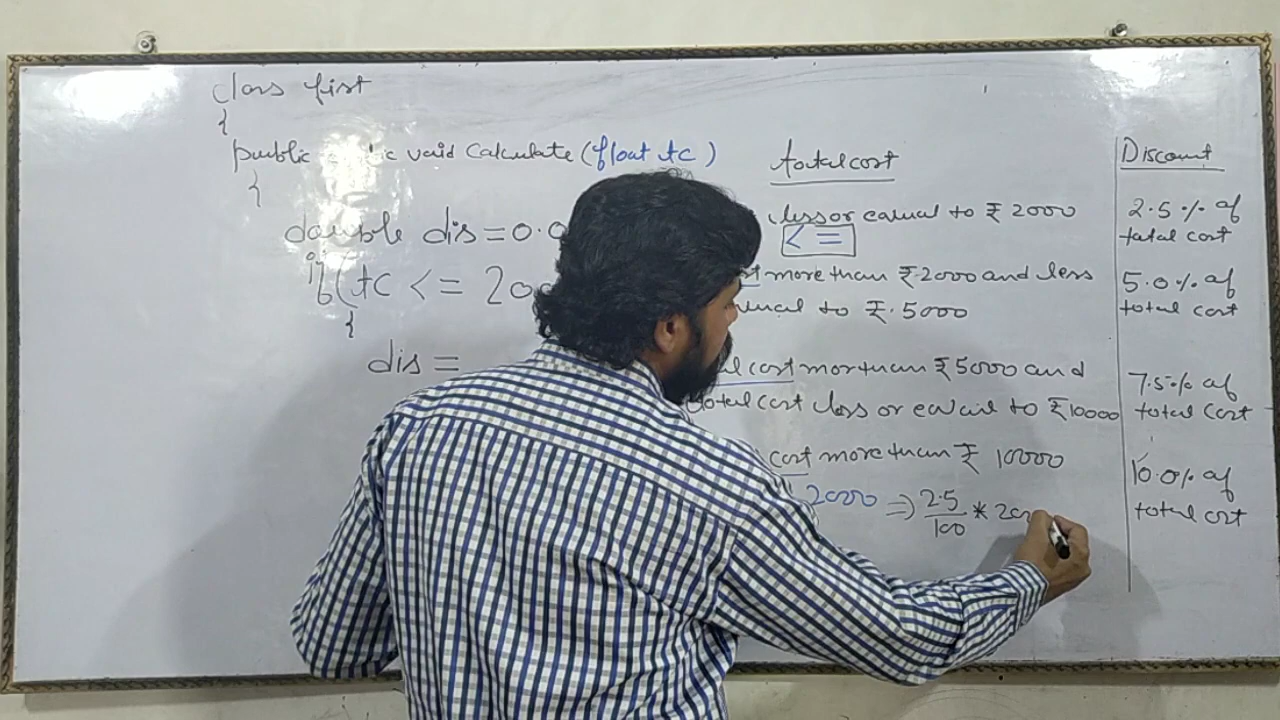 class first
{
public void Calculate (float tc)
{
double dis = 0.0
if (tc <= 20
{
dis =
total cost
less or equal to ₹ 2000
< =
more than ₹.2000 and less
to ₹.5000
cost more than ₹ 5000 and
total cost less or equal to ₹ 10000
cost more than ₹ 10000
2000 => 2.5/100 * 20
Discount
2.5 % of
total cost
5.0 % of
total cost
7.5 % of
total cost
10.0 % of
total cost